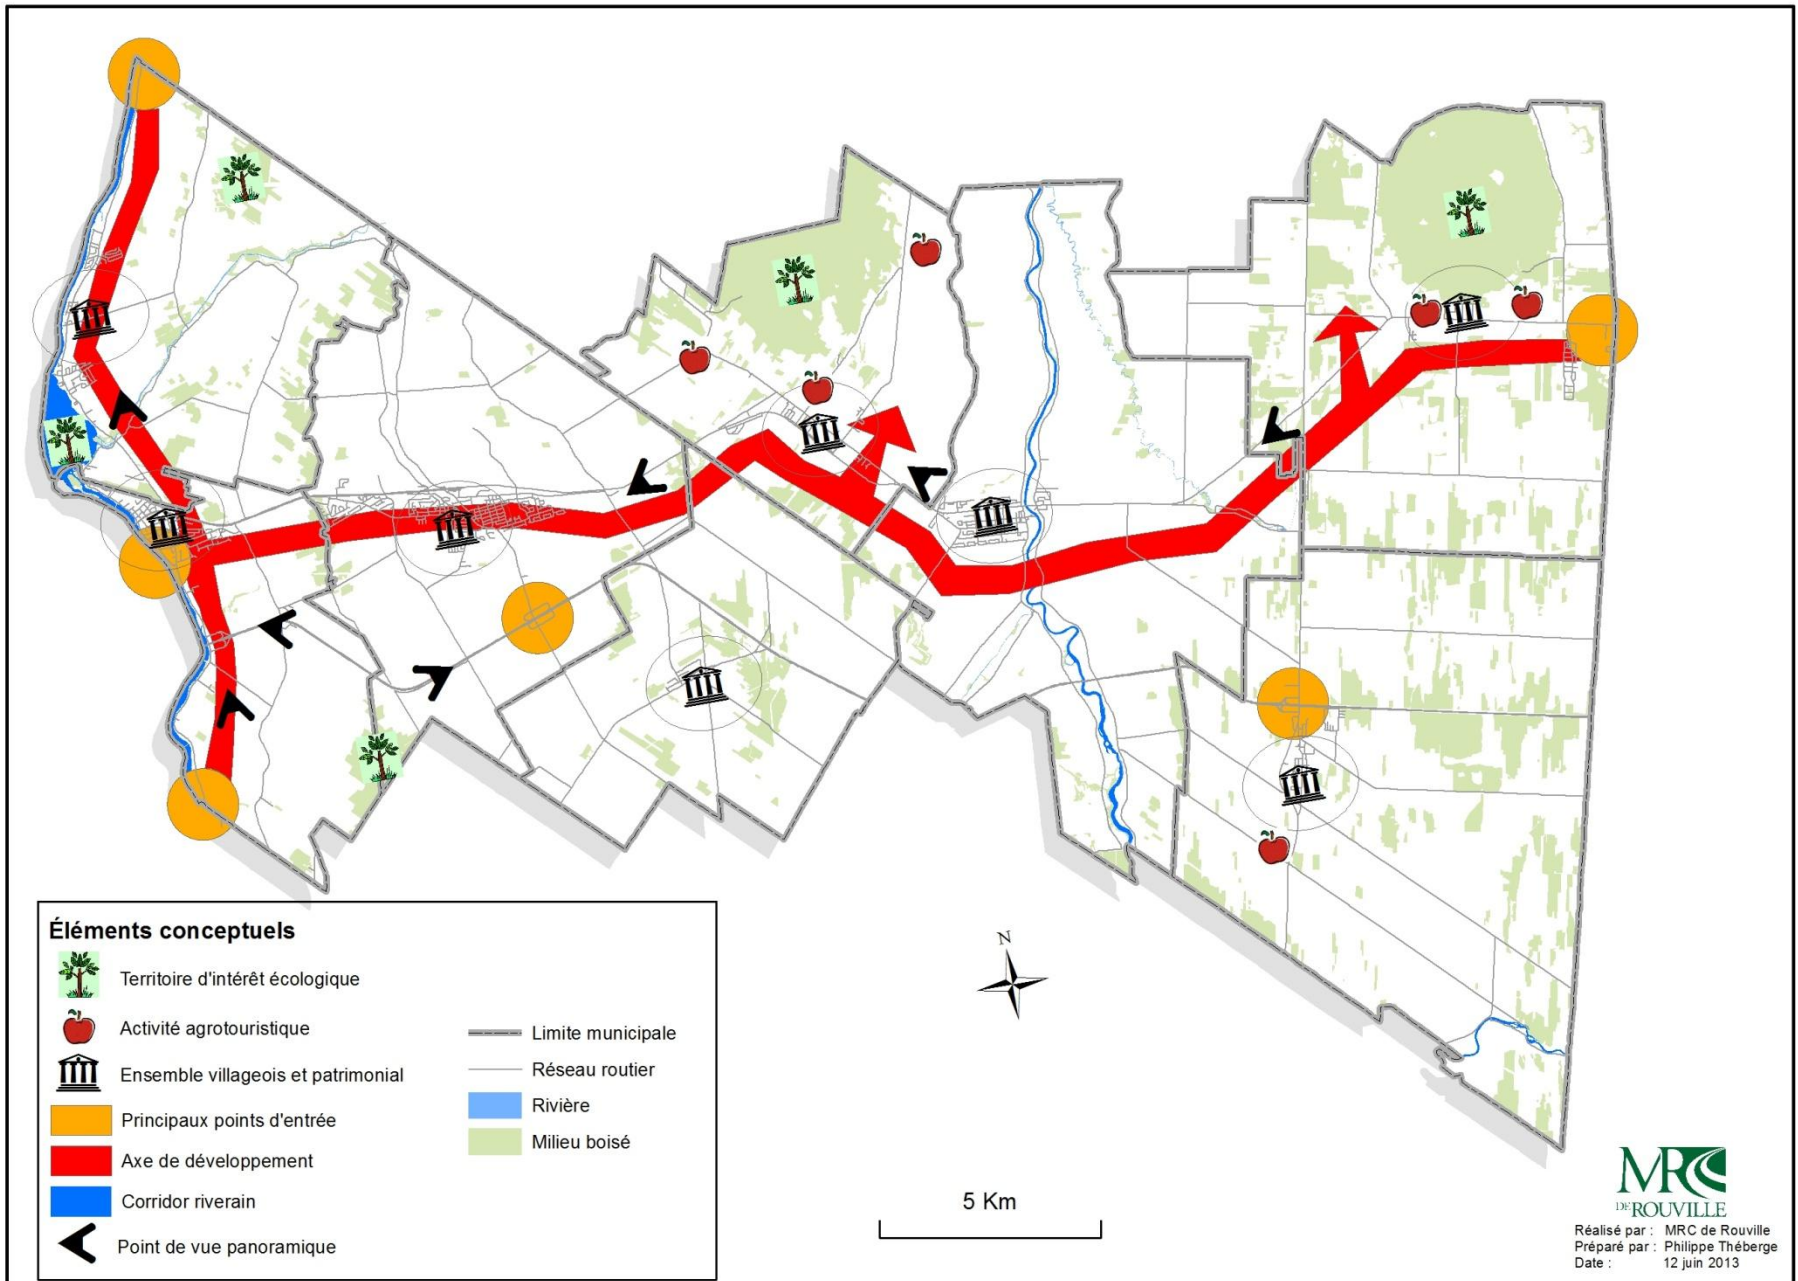 N
Éléments conceptuels
Territoire d'intérêt écologique
Activité agrotouristique
Ensemble villageois et patrimonial
Principaux points d'entrée
Axe de développement
Corridor riverain
Point de vue panoramique
Limite municipale
Réseau routier
Rivière
Milieu boisé
5 Km
MRC
DE ROUVILLE
Réalisé par : MRC de Rouville
Préparé par : Philippe Théberge
Date : 12 juin 2013